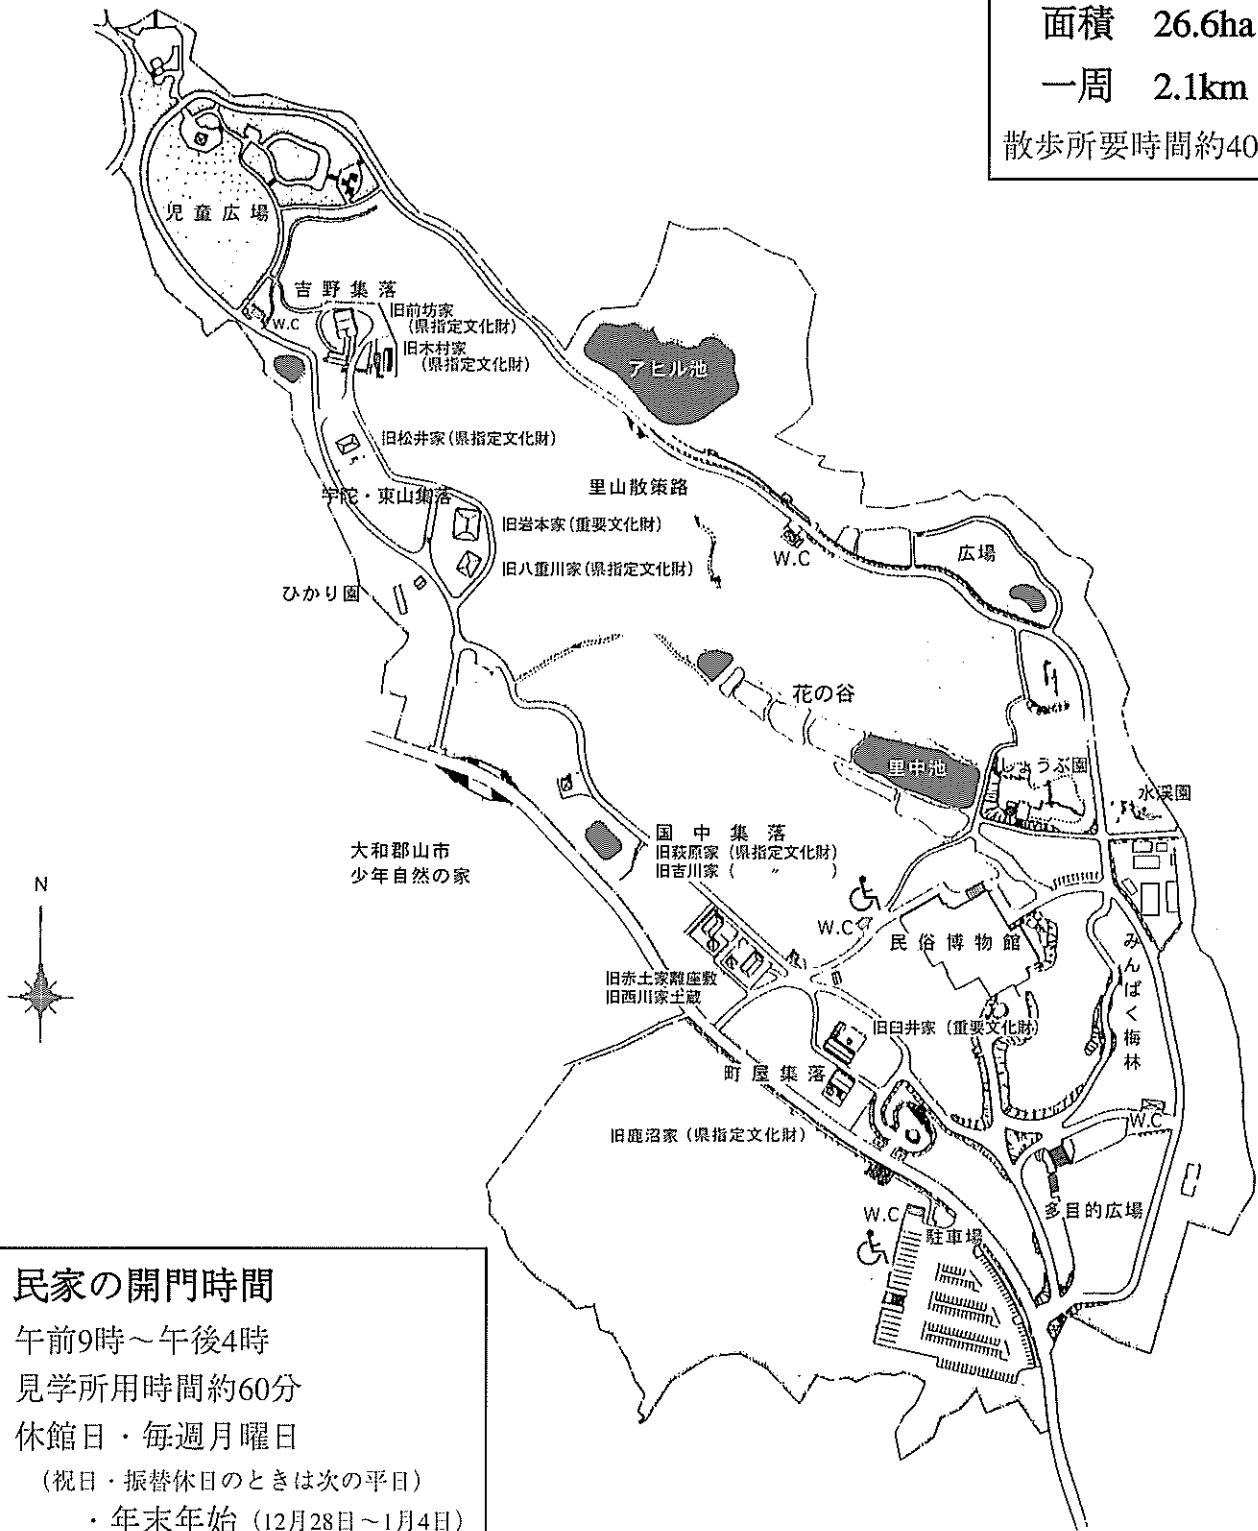 面積 26.6ha
一周 2.1km
散歩所要時間約40
児童広場
吉野集落
旧前坊家
(県指定文化財)
W.C
旧木村家
(県指定文化財)
アヒル池
旧松井家(県指定文化財)
里山散策路
宇陀・東山集落
旧岩本家(重要文化財)
W.C
広場
旧八重川家(県指定文化財)
ひかり園
花の谷
里中池
しょうぶ園
水渓園
国中集落
旧萩原家(県指定文化財)
旧吉川家( 〃 )
大和郡山市
少年自然の家
N
W.C
民俗博物館
みんぱく梅林
旧赤土家離座敷
旧西川家土蔵
旧臼井家(重要文化財)
町屋集落
W.C
旧鹿沼家(県指定文化財)
多目的広場
W.C
駐車場
民家の開門時間
午前9時～午後4時
見学所用時間約60分
休館日・毎週月曜日
(祝日・振替休日のときは次の平日)
・年末年始(12月28日～1月4日)